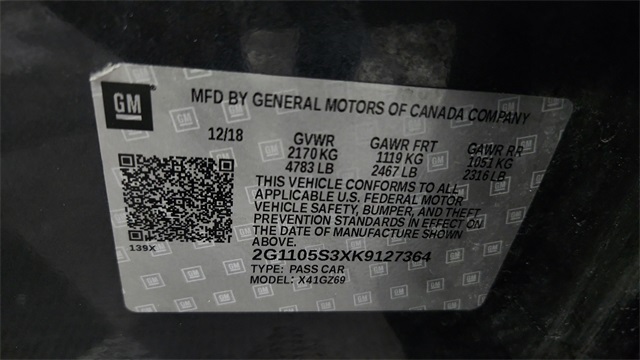 GM
MFD BY GENERAL MOTORS OF CANADA COMPANY
12/18 GVWR GAWR FRT GAWR RR
2170 KG 1119 KG 1051 KG
4783 LB 2467 LB 2316 LB
THIS VEHICLE CONFORMS TO ALL
APPLICABLE U.S. FEDERAL MOTOR
VEHICLE SAFETY, BUMPER, AND THEFT
PREVENTION STANDARDS IN EFFECT ON
THE DATE OF MANUFACTURE SHOWN
ABOVE.
139X
2G1105S3XK9127364
TYPE: PASS CAR
MODEL: X41GZ69